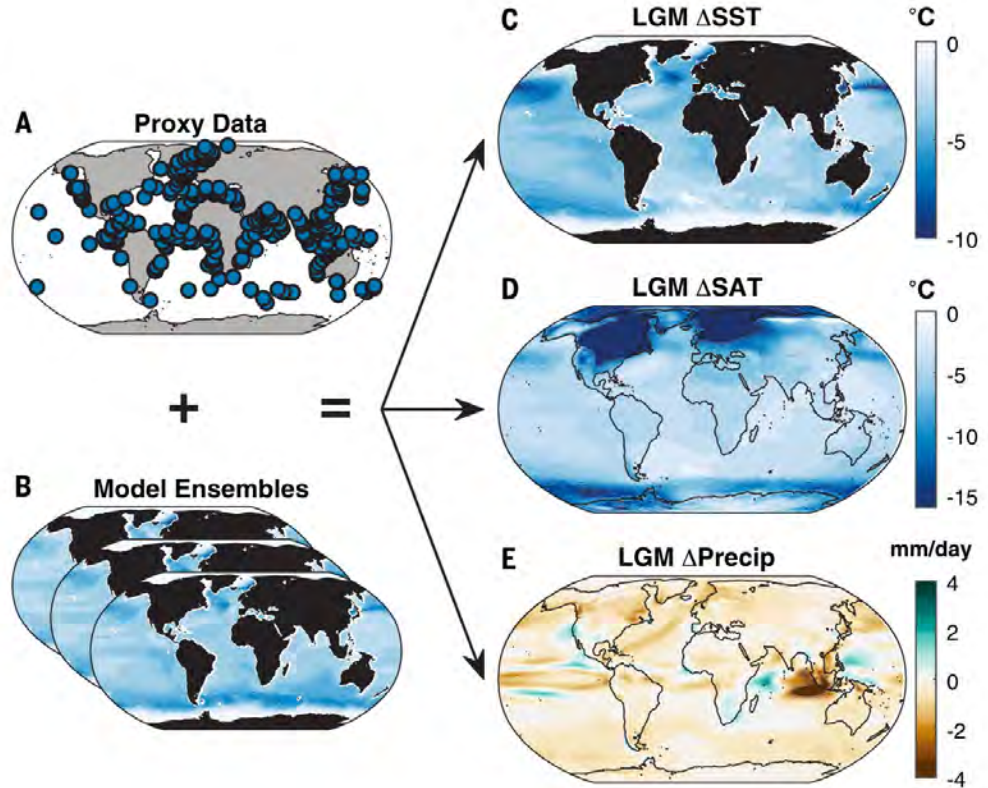 A
Proxy Data
+
=
B
Model Ensembles
C
LGM ΔSST
°C
0
-5
-10
D
LGM ΔSAT
°C
0
-5
-10
-15
E
LGM ΔPrecip
mm/day
4
2
0
-2
-4